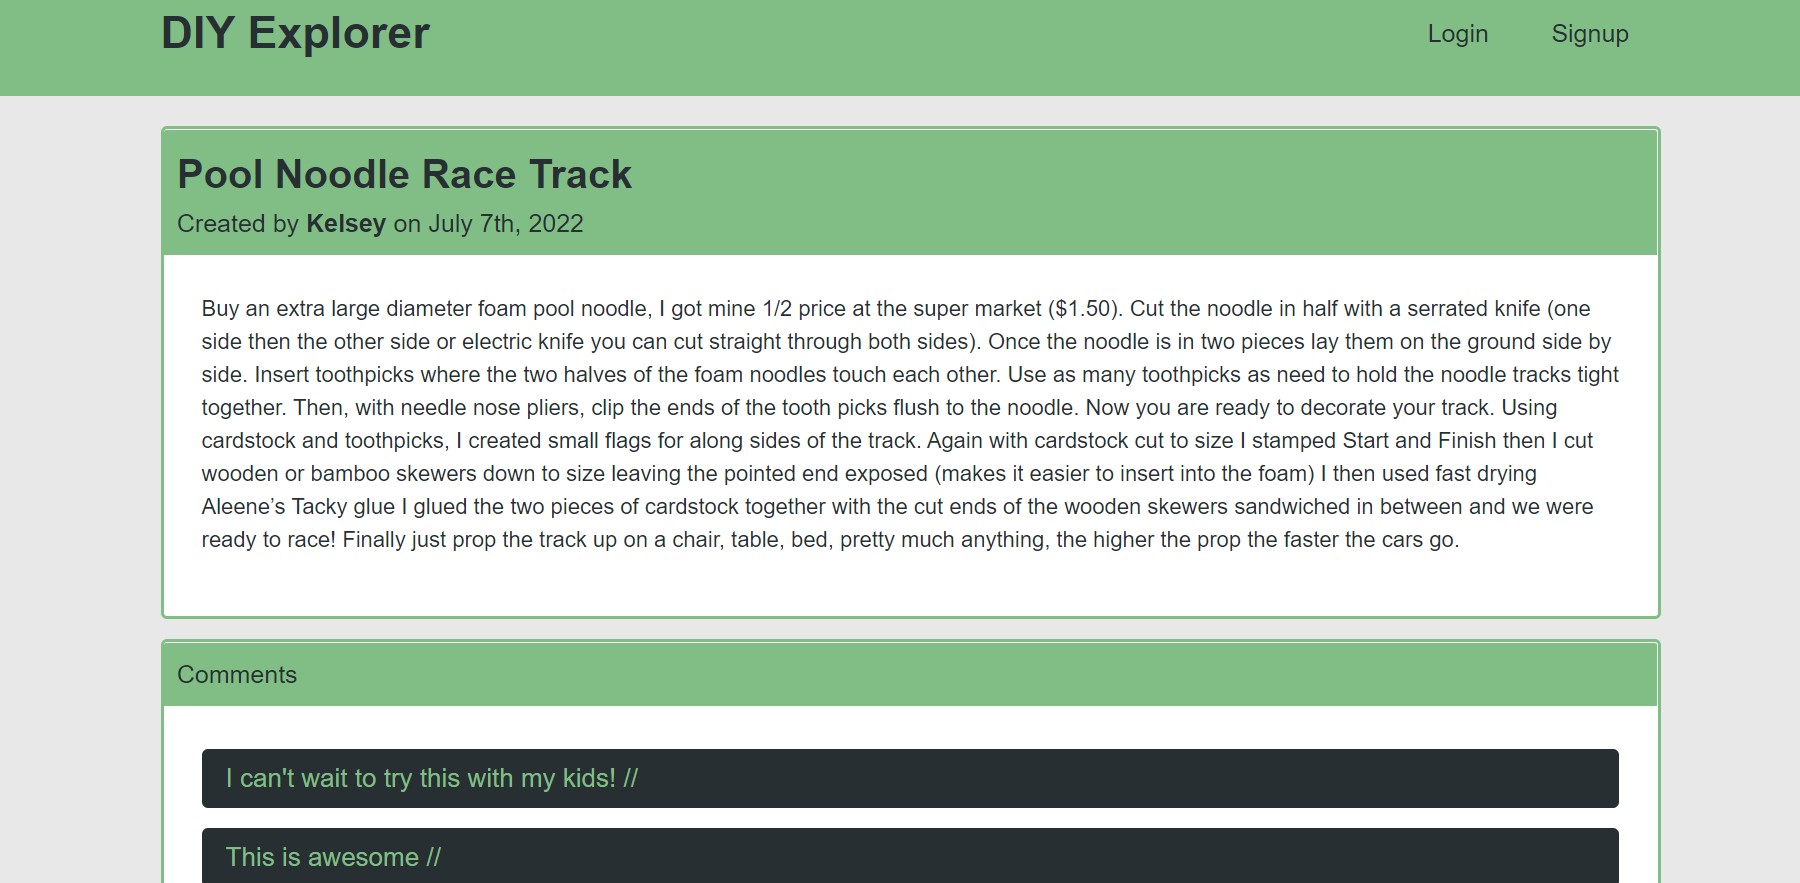 DIY Explorer
Login
Signup
Pool Noodle Race Track
Created by Kelsey on July 7th, 2022
Buy an extra large diameter foam pool noodle, I got mine 1/2 price at the super market ($1.50). Cut the noodle in half with a serrated knife (one
side then the other side or electric knife you can cut straight through both sides). Once the noodle is in two pieces lay them on the ground side by
side. Insert toothpicks where the two halves of the foam noodles touch each other. Use as many toothpicks as need to hold the noodle tracks tight
together. Then, with needle nose pliers, clip the ends of the tooth picks flush to the noodle. Now you are ready to decorate your track. Using
cardstock and toothpicks, I created small flags for along sides of the track. Again with cardstock cut to size I stamped Start and Finish then I cut
wooden or bamboo skewers down to size leaving the pointed end exposed (makes it easier to insert into the foam) I then used fast drying
Aleene’s Tacky glue I glued the two pieces of cardstock together with the cut ends of the wooden skewers sandwiched in between and we were
ready to race! Finally just prop the track up on a chair, table, bed, pretty much anything, the higher the prop the faster the cars go.
Comments
I can't wait to try this with my kids! //
This is awesome //